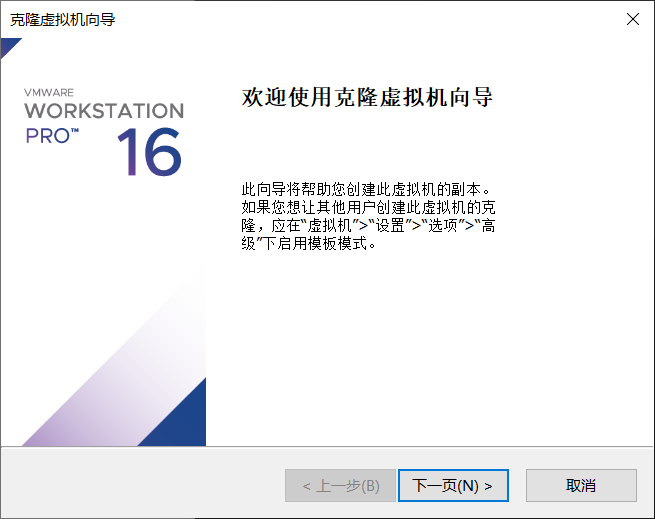 克隆虚拟机向导
VMWARE
WORKSTATION
PRO™ 16
欢迎使用克隆虚拟机向导
此向导将帮助您创建此虚拟机的副本。
如果您想让其他用户创建此虚拟机的克
隆，应在“虚拟机”>“设置”>“选项”>“高
级”下启用模板模式。
< 上一步(B)
下一页(N) >
取消